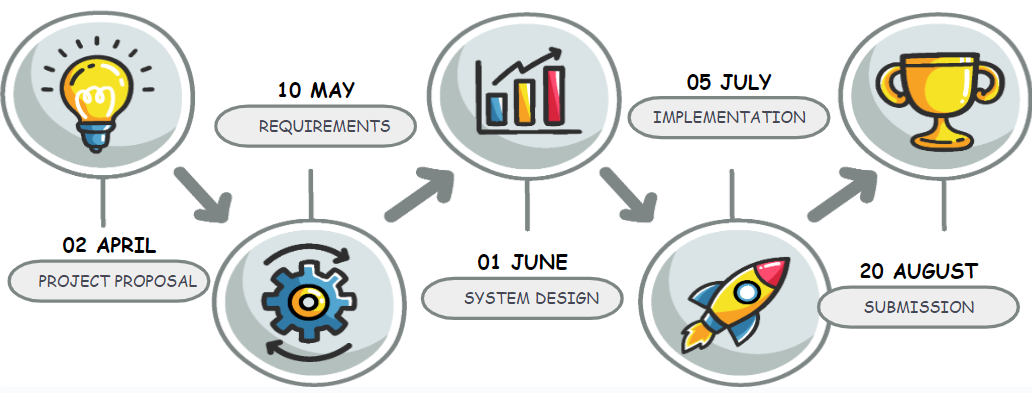 02 APRIL
PROJECT PROPOSAL
10 MAY
REQUIREMENTS
01 JUNE
SYSTEM DESIGN
05 JULY
IMPLEMENTATION
20 AUGUST
SUBMISSION